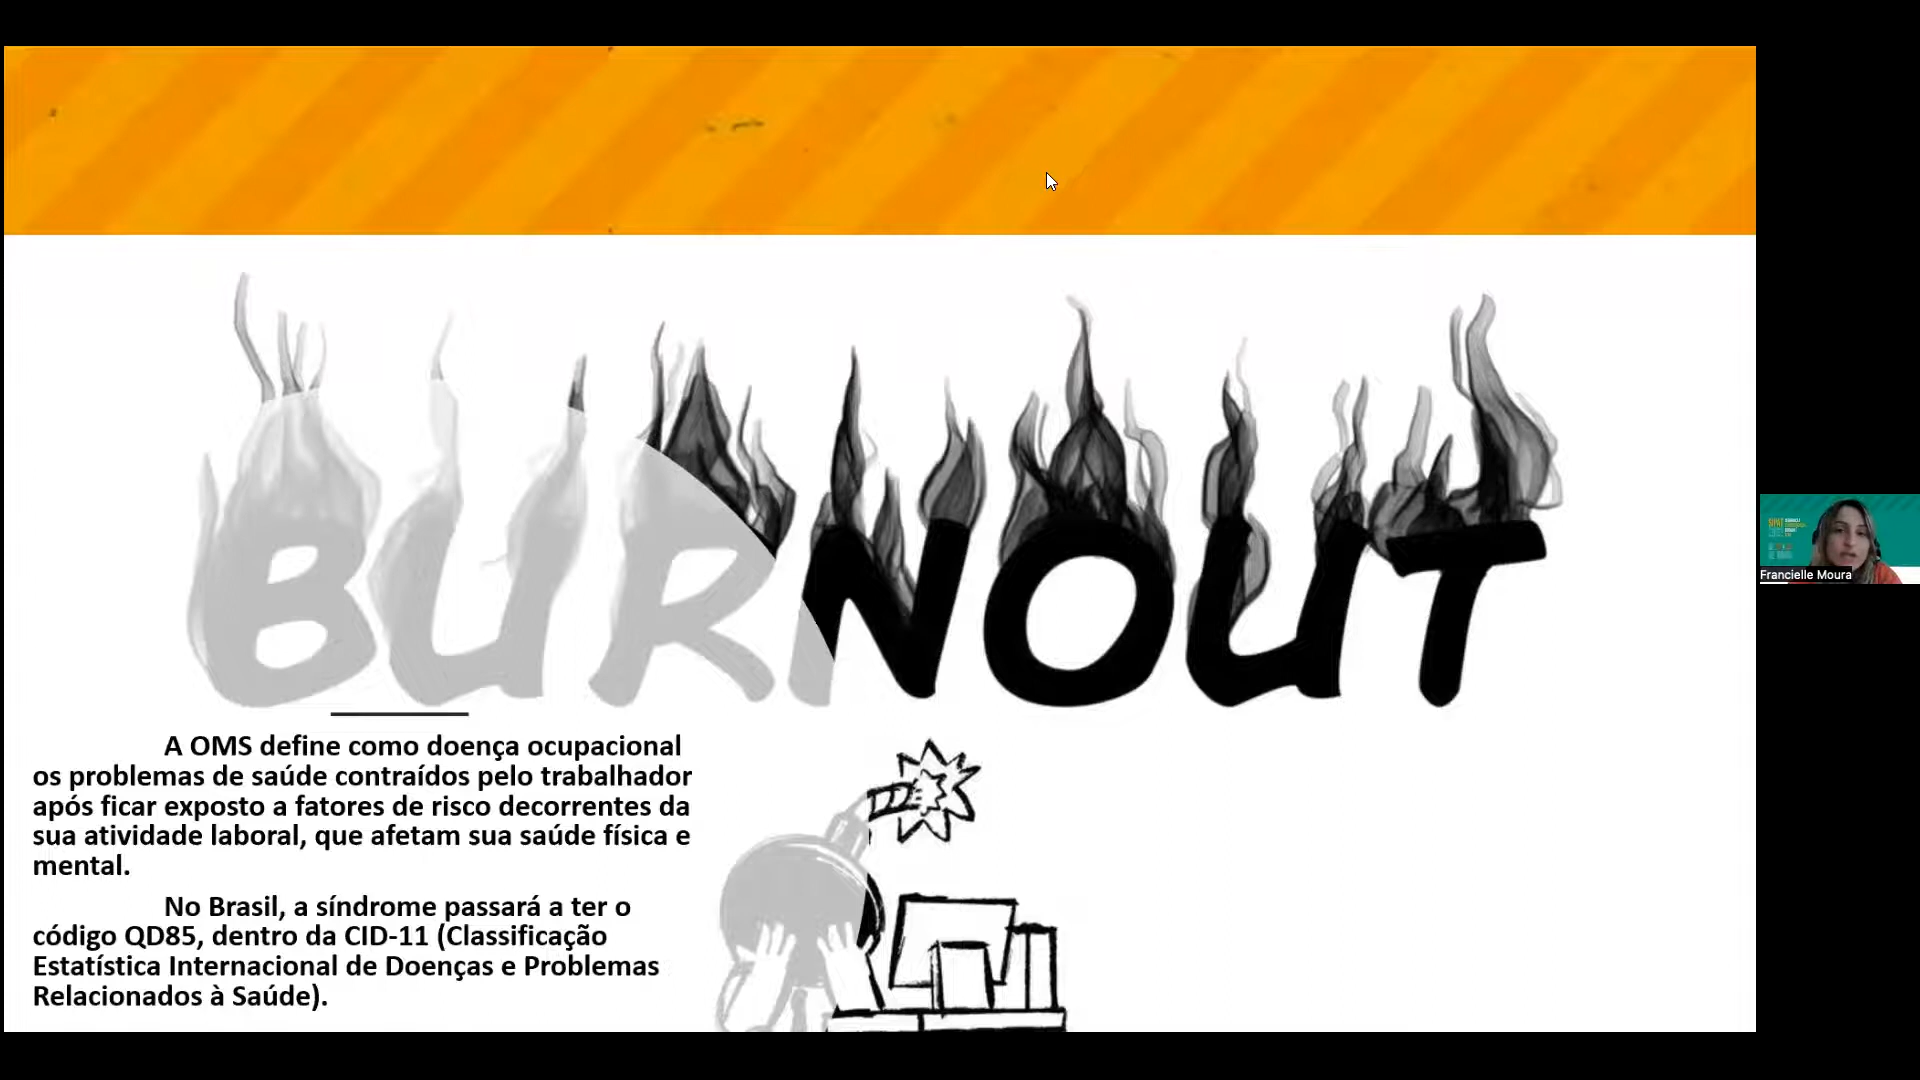 BURNOUT
A OMS define como doença ocupacional
os problemas de saúde contraídos pelo trabalhador
após ficar exposto a fatores de risco decorrentes da
sua atividade laboral, que afetam sua saúde física e
mental.
No Brasil, a síndrome passará a ter o
código QD85, dentro da CID-11 (Classificação
Estatística Internacional de Doenças e Problemas
Relacionados à Saúde).
SIPAT
Francielle Moura